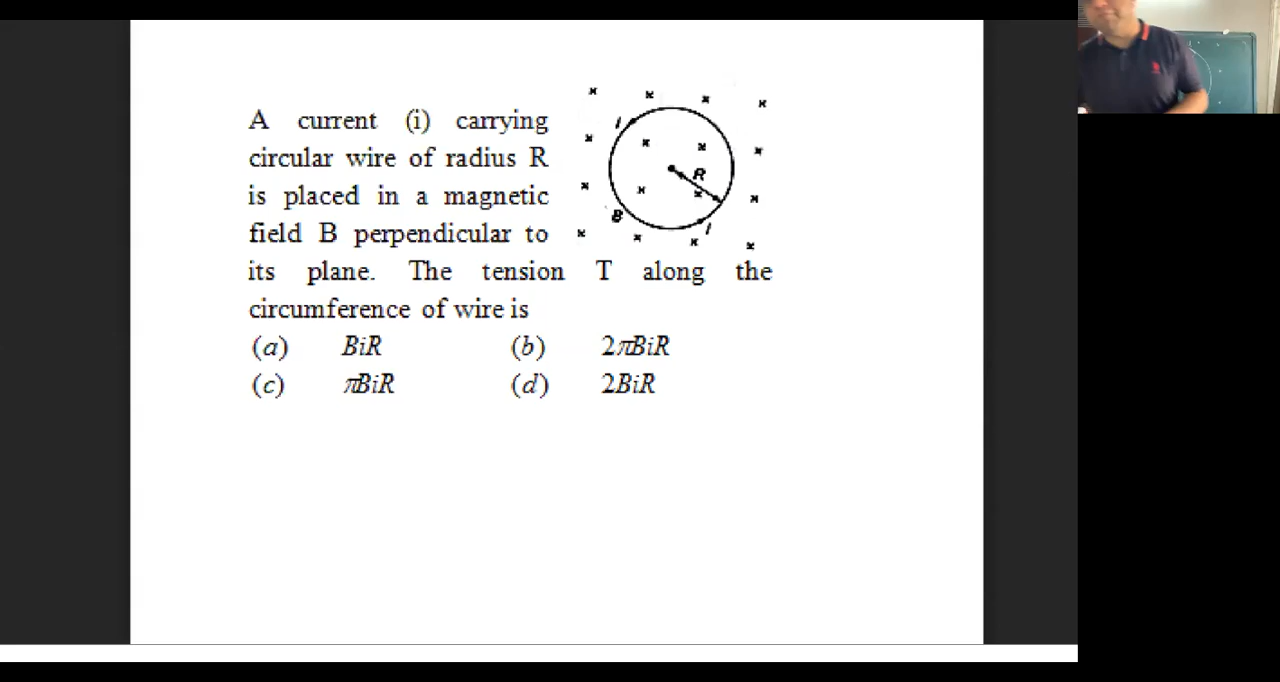 A current (i) carrying
circular wire of radius R
is placed in a magnetic
field B perpendicular to
its plane. The tension T along the
circumference of wire is
(a) BiR (b) 2πBiR
(c) πBiR (d) 2BiR
I
R
B
I